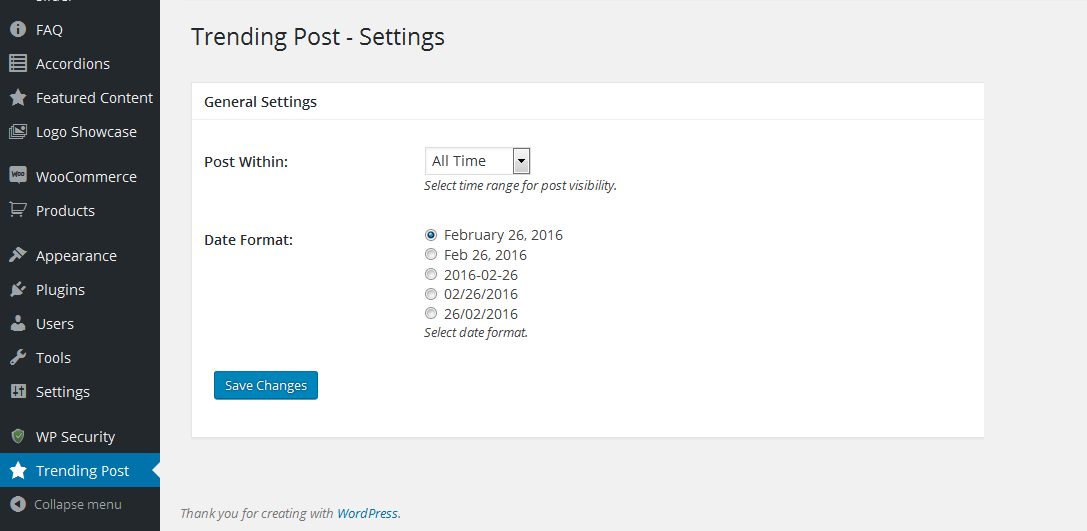 FAQ
Accordions
Featured Content
Logo Showcase
WooCommerce
Products
Appearance
Plugins
Users
Tools
Settings
WP Security
Trending Post
Collapse menu
Trending Post - Settings
General Settings
Post Within:
All Time
Select time range for post visibility.
Date Format:
February 26, 2016
Feb 26, 2016
2016-02-26
02/26/2016
26/02/2016
Select date format.
Save Changes
Thank you for creating with WordPress.